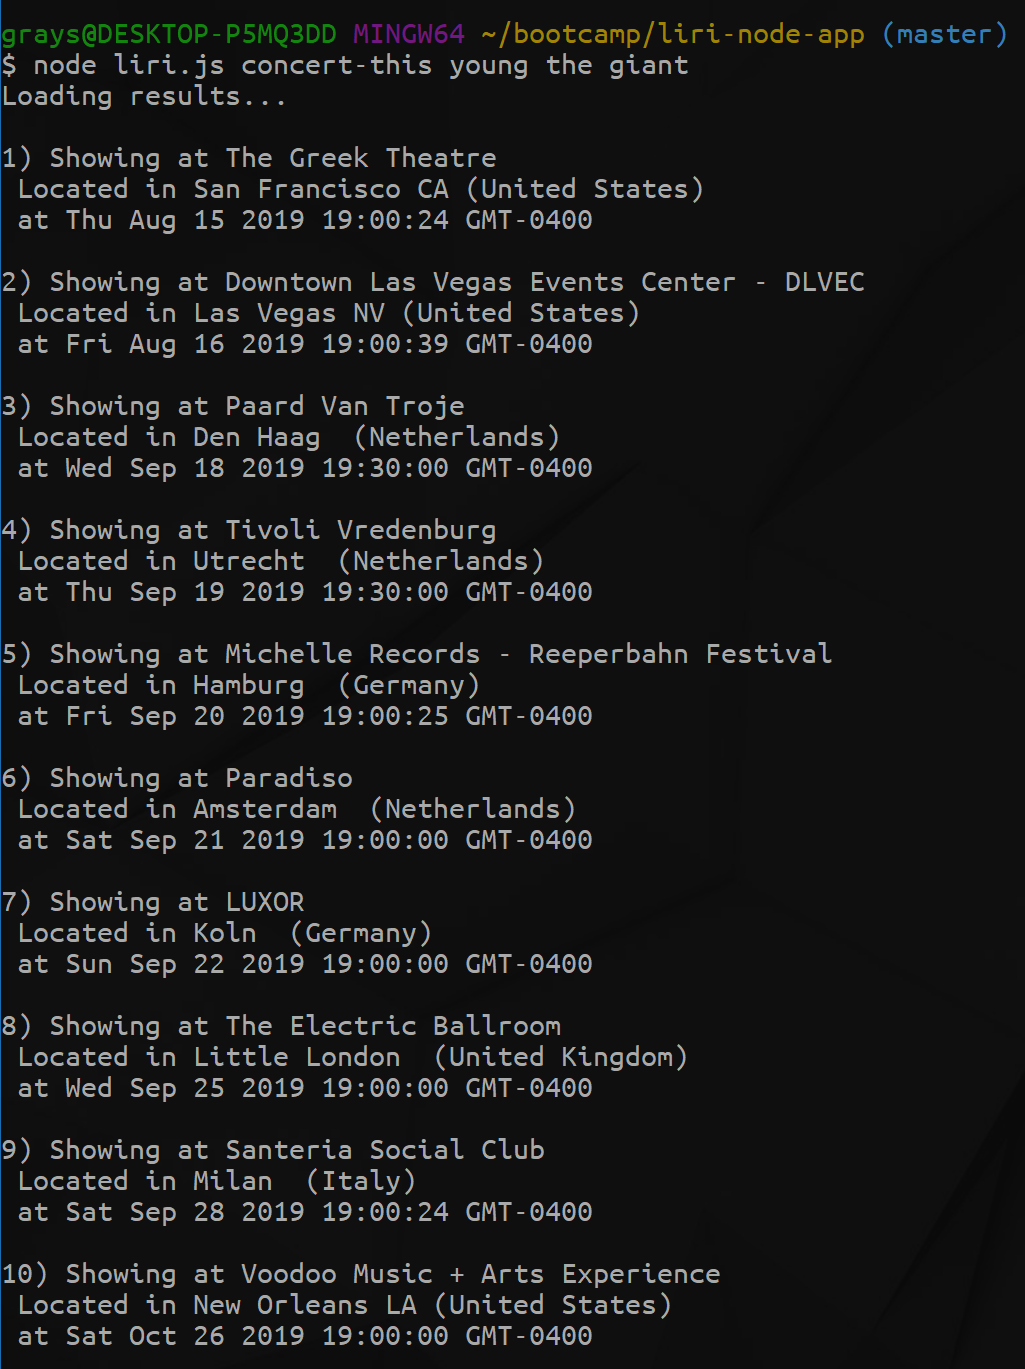 grays@DESKTOP-P5MQ3DD MINGW64 ~/bootcamp/liri-node-app (master)
$ node liri.js concert-this young the giant
Loading results...

1) Showing at The Greek Theatre
 Located in San Francisco CA (United States)
 at Thu Aug 15 2019 19:00:24 GMT-0400

2) Showing at Downtown Las Vegas Events Center - DLVEC
 Located in Las Vegas NV (United States)
 at Fri Aug 16 2019 19:00:39 GMT-0400

3) Showing at Paard Van Troje
 Located in Den Haag  (Netherlands)
 at Wed Sep 18 2019 19:30:00 GMT-0400

4) Showing at Tivoli Vredenburg
 Located in Utrecht  (Netherlands)
 at Thu Sep 19 2019 19:30:00 GMT-0400

5) Showing at Michelle Records - Reeperbahn Festival
 Located in Hamburg  (Germany)
 at Fri Sep 20 2019 19:00:25 GMT-0400

6) Showing at Paradiso
 Located in Amsterdam  (Netherlands)
 at Sat Sep 21 2019 19:00:00 GMT-0400

7) Showing at LUXOR
 Located in Koln  (Germany)
 at Sun Sep 22 2019 19:00:00 GMT-0400

8) Showing at The Electric Ballroom
 Located in Little London  (United Kingdom)
 at Wed Sep 25 2019 19:00:00 GMT-0400

9) Showing at Santeria Social Club
 Located in Milan  (Italy)
 at Sat Sep 28 2019 19:00:24 GMT-0400

10) Showing at Voodoo Music + Arts Experience
 Located in New Orleans LA (United States)
 at Sat Oct 26 2019 19:00:00 GMT-0400